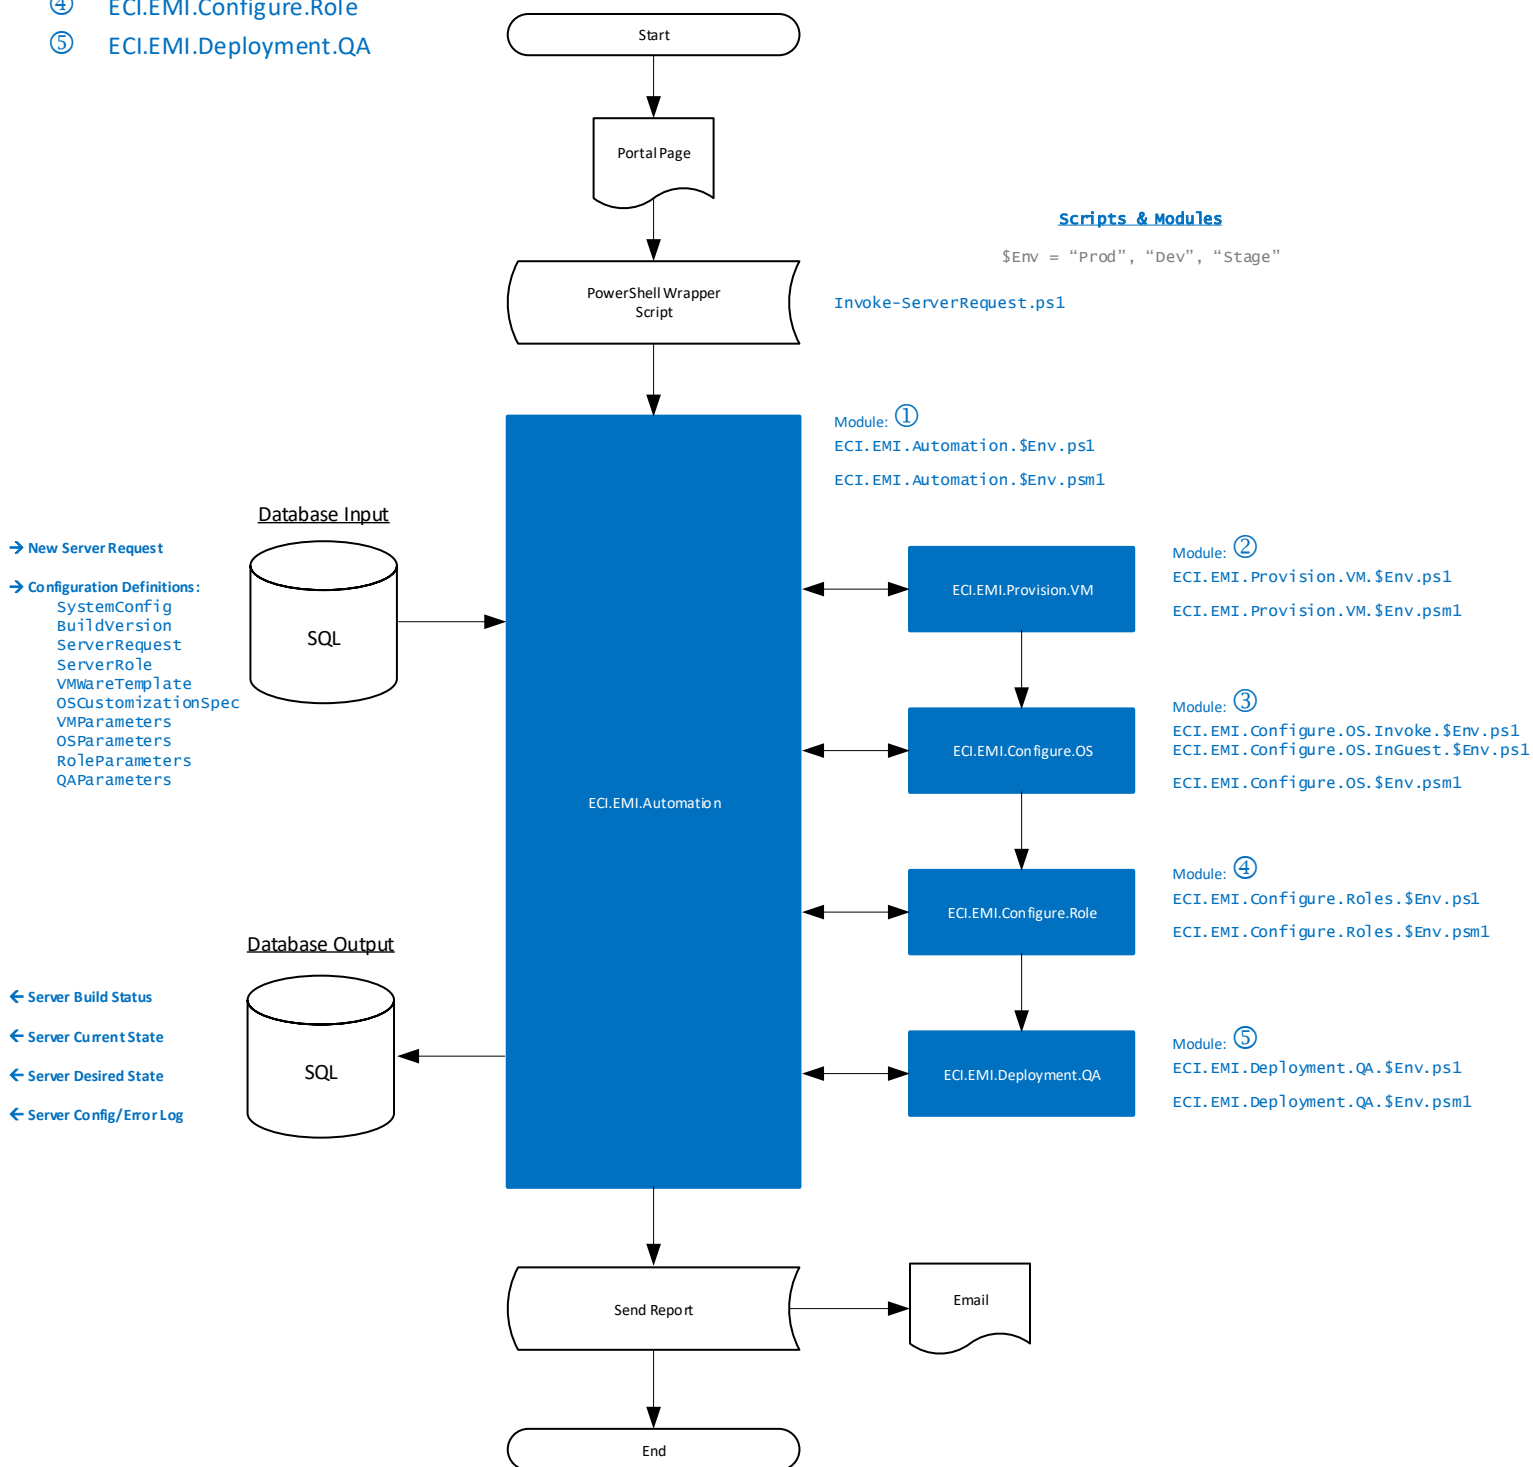 ④ ECI.EMI.Configure.Role
⑤ ECI.EMI.Deployment.QA
Start
Portal Page
Scripts & Modules
$Env = “Prod”, “Dev”, “Stage”
PowerShell Wrapper
Script
Invoke-ServerRequest.ps1
Module: ①
ECI.EMI.Automation.$Env.ps1
ECI.EMI.Automation.$Env.psm1
Database Input
→ New Server Request
→ Configuration Definitions:
SystemConfig
BuildVersion
ServerRequest
ServerRole
VMWareTemplate
OSCustomizationSpec
VMParameters
OSParameters
RoleParameters
QAParameters
SQL
ECI.EMI.Automation
ECI.EMI.Provision.VM
Module: ②
ECI.EMI.Provision.VM.$Env.ps1
ECI.EMI.Provision.VM.$Env.psm1
ECI.EMI.Configure.OS
Module: ③
ECI.EMI.Configure.OS.Invoke.$Env.ps1
ECI.EMI.Configure.OS.InGuest.$Env.ps1
ECI.EMI.Configure.OS.$Env.psm1
ECI.EMI.Configure.Role
Module: ④
ECI.EMI.Configure.Roles.$Env.ps1
ECI.EMI.Configure.Roles.$Env.psm1
Database Output
← Server Build Status
← Server Current State
← Server Desired State
← Server Config/Error Log
SQL
ECI.EMI.Deployment.QA
Module: ⑤
ECI.EMI.Deployment.QA.$Env.ps1
ECI.EMI.Deployment.QA.$Env.psm1
Send Report
Email
End